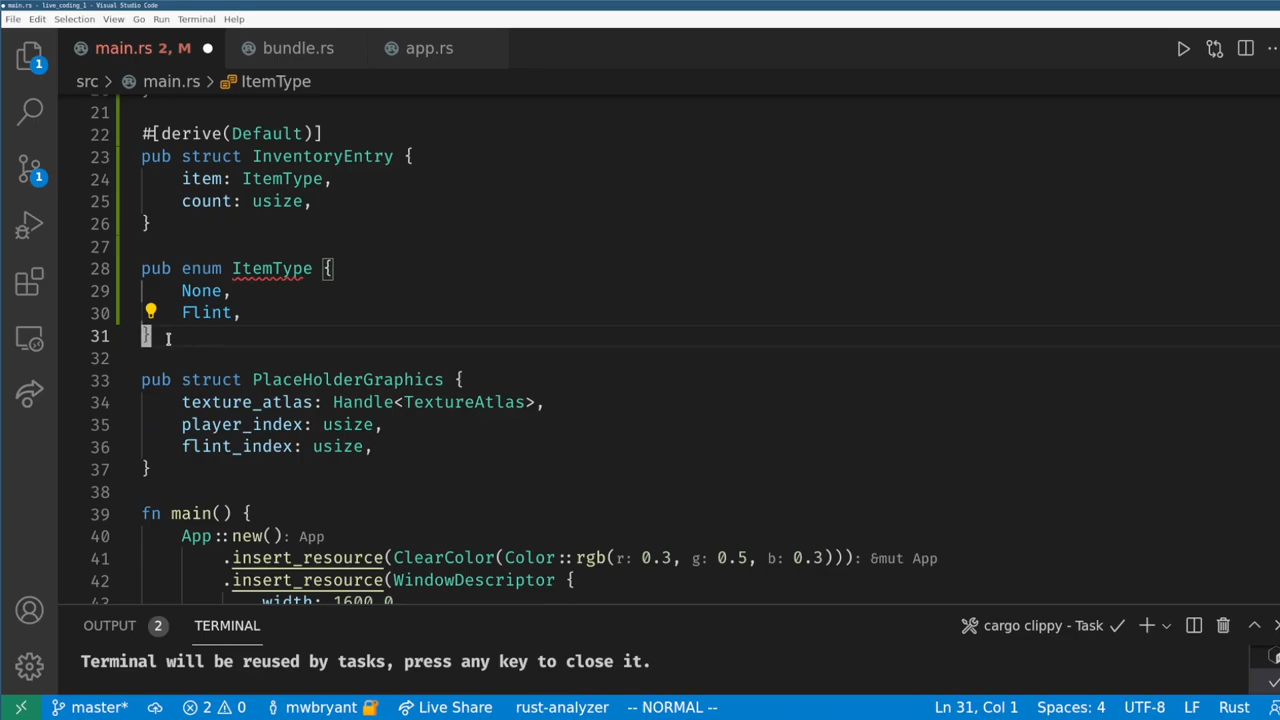 main.rs - live_coding_1 - Visual Studio Code
File Edit Selection View Go Run Terminal Help
main.rs 2, M bundle.rs app.rs
src > main.rs > ItemType
21
22 #[derive(Default)]
23 pub struct InventoryEntry {
24 item: ItemType,
25 count: usize,
26 }
27
28 pub enum ItemType {
29 None,
30 Flint,
31 }
32
33 pub struct PlaceHolderGraphics {
34 texture_atlas: Handle<TextureAtlas>,
35 player_index: usize,
36 flint_index: usize,
37 }
38
39 fn main() {
40 App::new(): App
41 .insert_resource(ClearColor(Color::rgb(r: 0.3, g: 0.5, b: 0.3))): &mut App
42 .insert_resource(WindowDescriptor {
43 width: 1600.0
OUTPUT 2 TERMINAL cargo clippy - Task
Terminal will be reused by tasks, press any key to close it.
master* 2 0 mwbryant Live Share rust-analyzer -- NORMAL -- Ln 31, Col 1 Spaces: 4 UTF-8 LF Rust
1
1